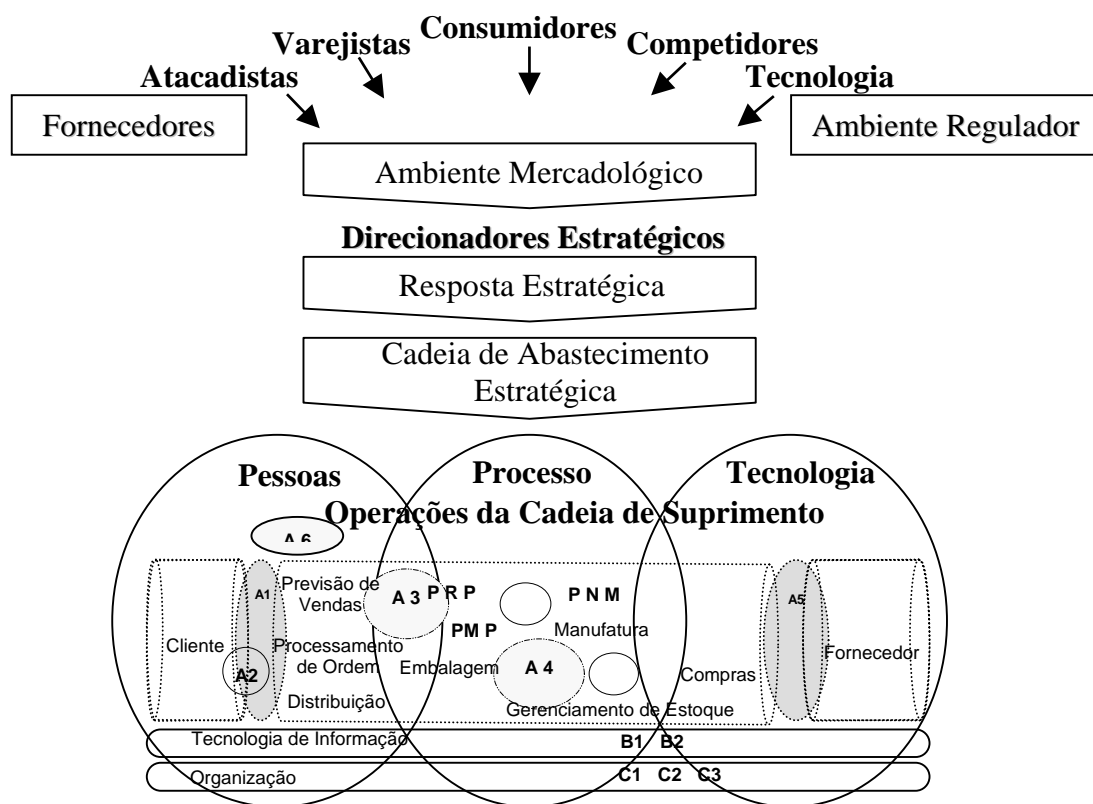 Consumidores
Varejistas
Competidores
Atacadistas
Tecnologia
Fornecedores
Ambiente Regulador
Ambiente Mercadológico
Direcionadores Estratégicos
Resposta Estratégica
Cadeia de Abastecimento
Estratégica
Pessoas
Processo
Tecnologia
Operações da Cadeia de Suprimento
A 6
A1
Previsão de
Vendas
A 3
P R P
P N M
A5
PM P
Manufatura
Cliente
Processamento
de Ordem
A2
Embalagem
A 4
Compras
Fornecedor
Distribuição
Gerenciamento de Estoque
Tecnologia de Informação
B1 B2
Organização
C1 C2 C3